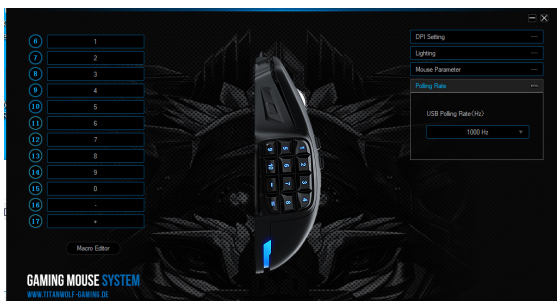 6 1
7 2
8 3
9 4
10 5
11 6
12 7
13 8
14 9
15 0
16 -
17 +
Macro Editor
GAMING MOUSE SYSTEM
WWW.TITANWOLF-GAMING.DE
DPI Setting
Lighting
Mouse Parameter
Polling Rate
USB Polling Rate(Hz)
1000 Hz